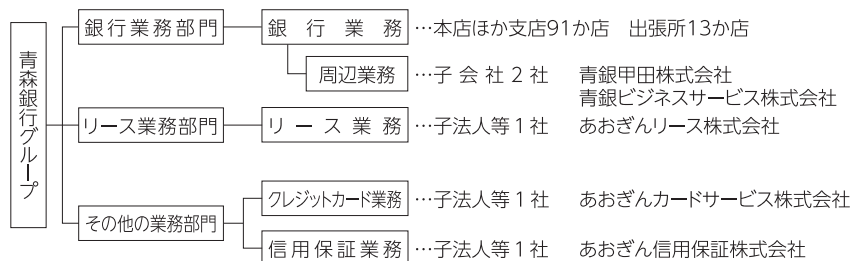 青森銀行グループ
銀行業務部門 銀行業務 …本店ほか支店91か店 出張所13か店
周辺業務 …子会社2社 青銀甲田株式会社
青銀ビジネスサービス株式会社
リース業務部門 リース業務 …子法人等1社 あおぎんリース株式会社
その他の業務部門
クレジットカード業務 …子法人等1社 あおぎんカードサービス株式会社
信用保証業務 …子法人等1社 あおぎん信用保証株式会社